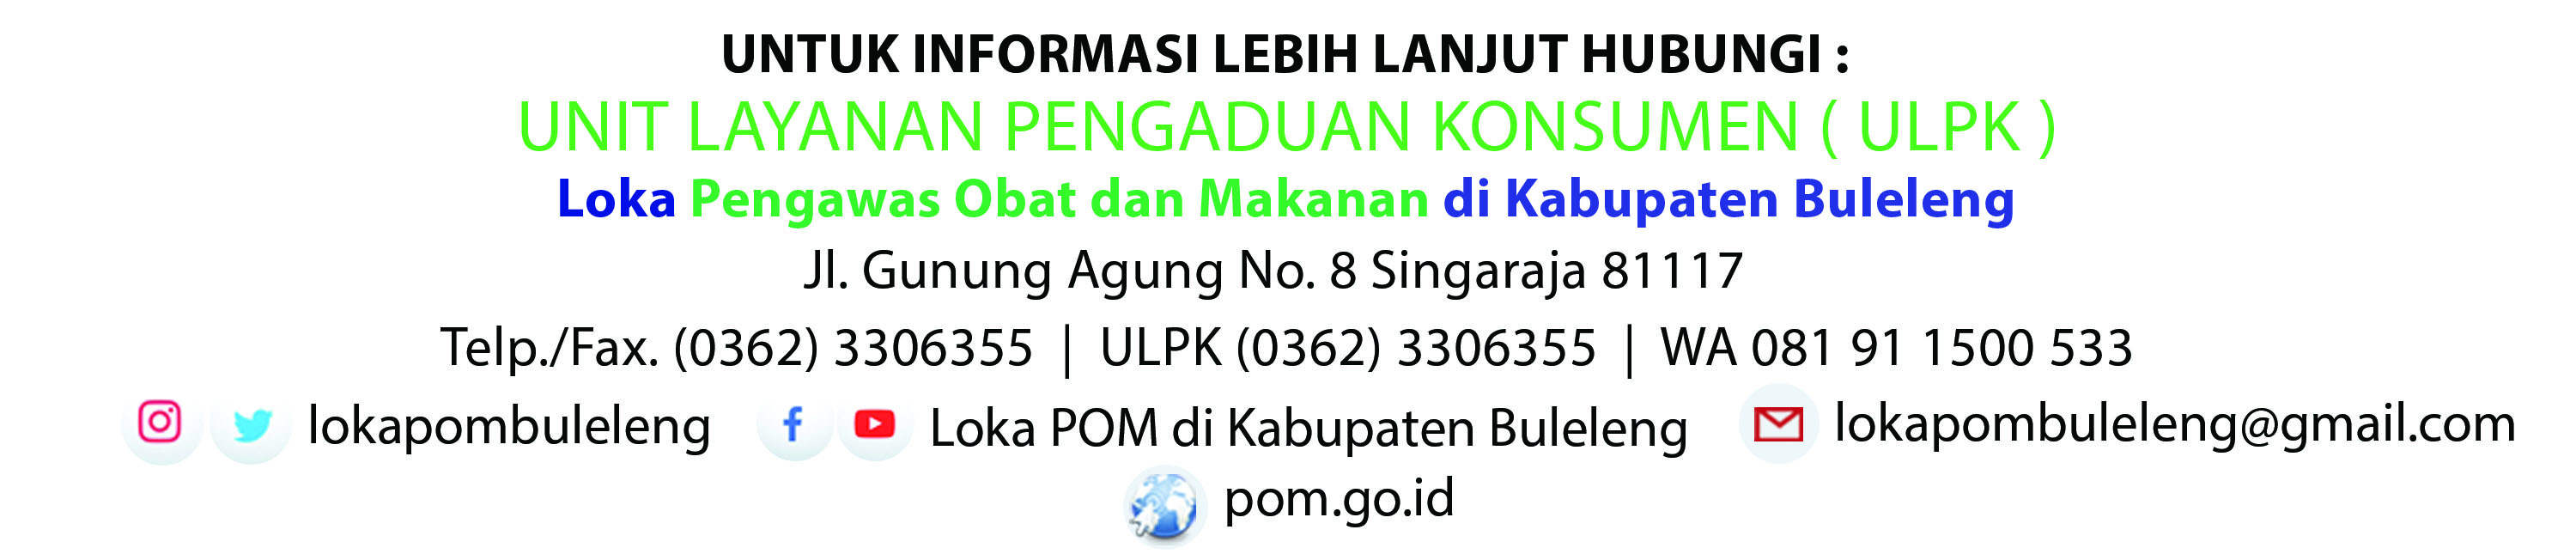 UNTUK INFORMASI LEBIH LANJUT HUBUNGI :
UNIT LAYANAN PENGADUAN KONSUMEN ( ULPK )
Loka Pengawas Obat dan Makanan di Kabupaten Buleleng
Jl. Gunung Agung No. 8 Singaraja 81117
Telp./Fax. (0362) 3306355 | ULPK (0362) 3306355 | WA 081 91 1500 533
lokapombuleleng Loka POM di Kabupaten Buleleng lokapombuleleng@gmail.com
pom.go.id